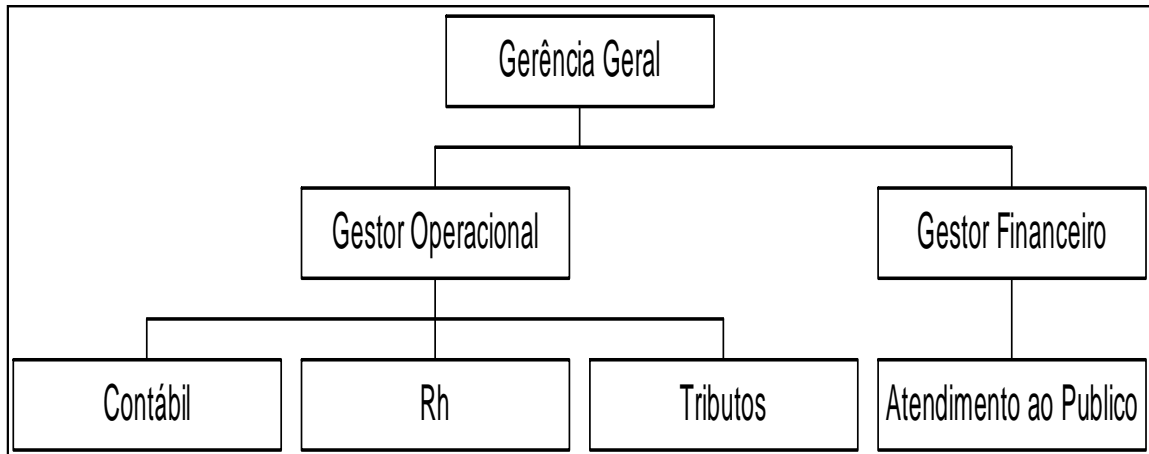 Gerência Geral
Gestor Operacional
Gestor Financeiro
Contábil
Rh
Tributos
Atendimento ao Publico